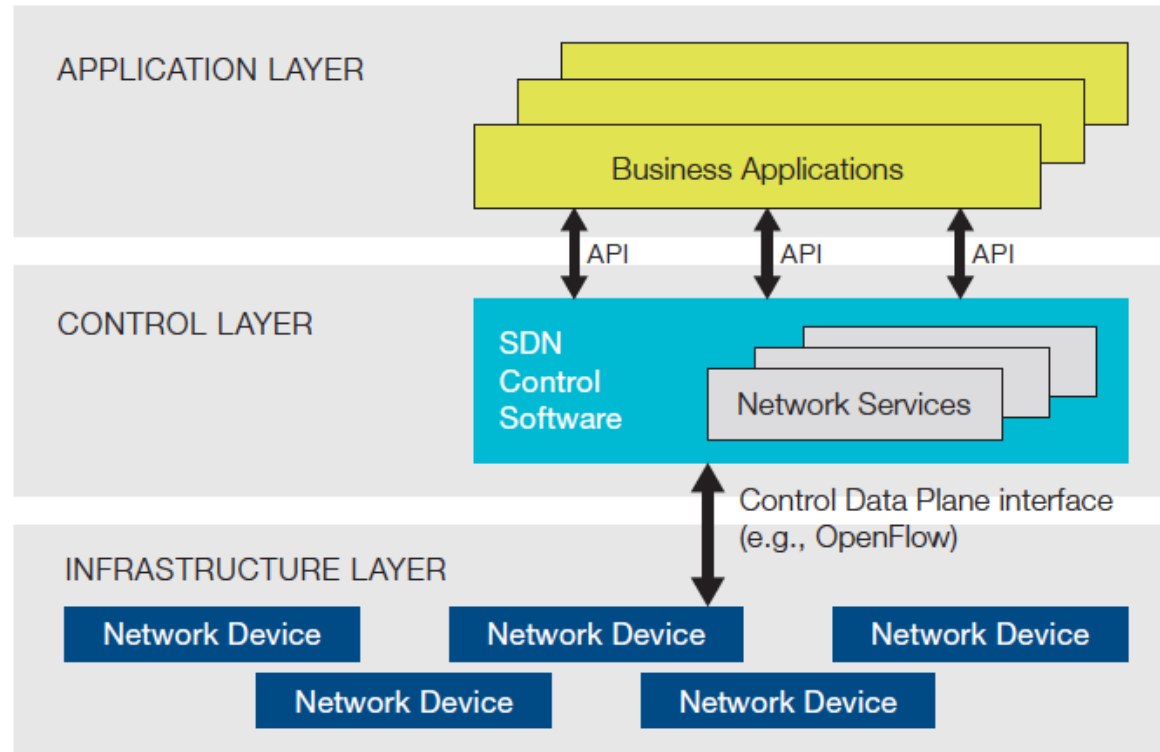 APPLICATION LAYER
Business Applications
API
API
API
CONTROL LAYER
SDN
Control
Software
Network Services
Control Data Plane interface
(e.g., OpenFlow)
INFRASTRUCTURE LAYER
Network Device
Network Device
Network Device
Network Device
Network Device